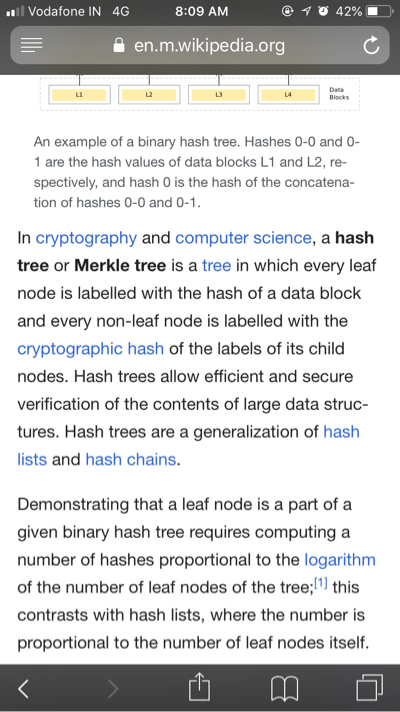 Vodafone IN 4G 8:09 AM 42%
en.m.wikipedia.org
L1 L2 L3 L4 Data
Blocks
An example of a binary hash tree. Hashes 0-0 and 0-
1 are the hash values of data blocks L1 and L2, re-
spectively, and hash 0 is the hash of the concatena-
tion of hashes 0-0 and 0-1.
In cryptography and computer science, a hash
tree or Merkle tree is a tree in which every leaf
node is labelled with the hash of a data block
and every non-leaf node is labelled with the
cryptographic hash of the labels of its child
nodes. Hash trees allow efficient and secure
verification of the contents of large data struc-
tures. Hash trees are a generalization of hash
lists and hash chains.
Demonstrating that a leaf node is a part of a
given binary hash tree requires computing a
number of hashes proportional to the logarithm
of the number of leaf nodes of the tree;[1] this
contrasts with hash lists, where the number is
proportional to the number of leaf nodes itself.